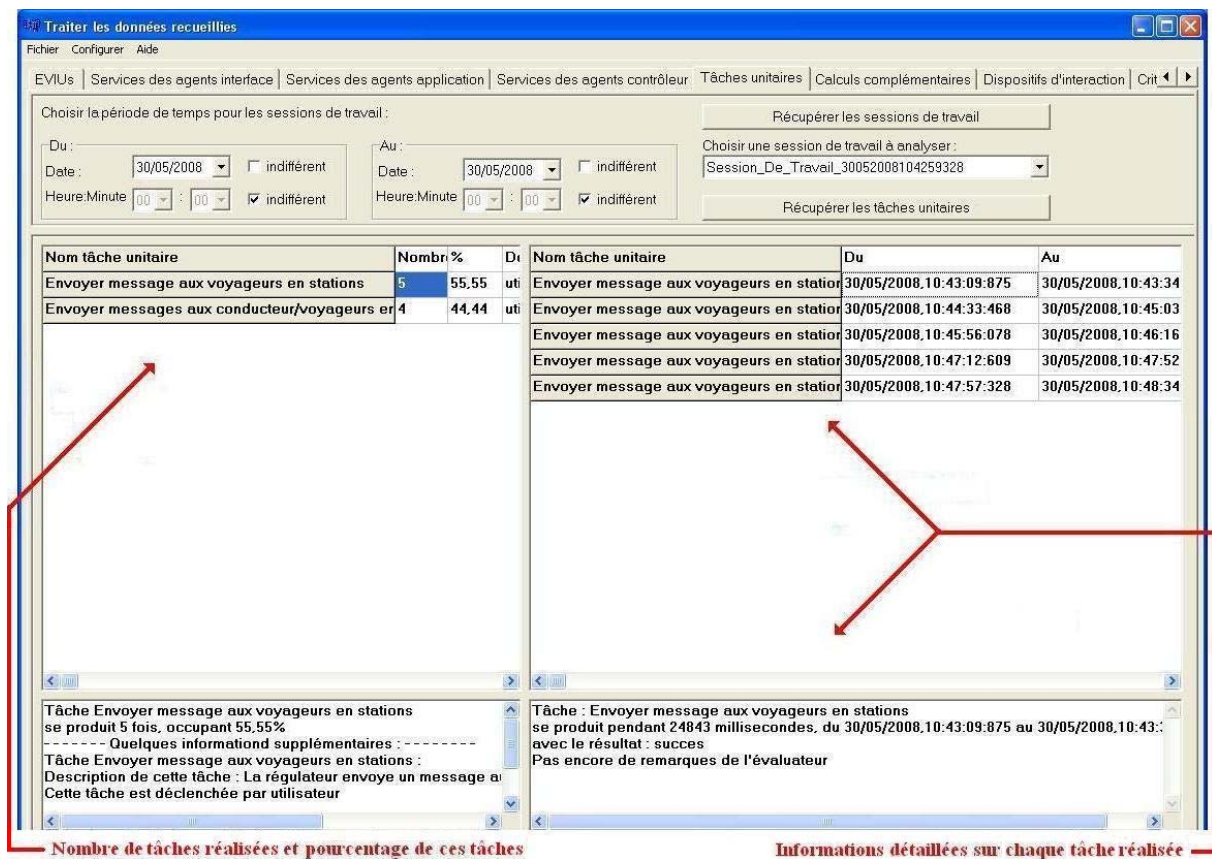 Traiter les données recueillies
Fichier Configurer Aide
EVIUs Services des agents interface Services des agents application Services des agents contrôleur Tâches unitaires Calculs complémentaires Dispositifs d'interaction Crit
Choisir la période de temps pour les sessions de travail :
Récupérer les sessions de travail
Du :
Date : 30/05/2008 indifférent
Heure:Minute 00 : 00 indifférent
Au :
Date : 30/05/2008 indifférent
Heure:Minute 00 : 00 indifférent
Choisir une session de travail à analyser :
Session_De_Travail_30052008104259328
Récupérer les tâches unitaires
Nom tâche unitaire Nombr % De
Envoyer message aux voyageurs en stations 5 55,55 uti
Envoyer messages aux conducteur/voyageurs er 4 44,44 uti
Nom tâche unitaire Du Au
Envoyer message aux voyageurs en station 30/05/2008,10:43:09:875 30/05/2008,10:43:34
Envoyer message aux voyageurs en station 30/05/2008,10:44:33:468 30/05/2008,10:45:03
Envoyer message aux voyageurs en station 30/05/2008,10:45:56:078 30/05/2008,10:46:16
Envoyer message aux voyageurs en station 30/05/2008,10:47:12:609 30/05/2008,10:47:52
Envoyer message aux voyageurs en station 30/05/2008,10:47:57:328 30/05/2008,10:48:34
Tâche Envoyer message aux voyageurs en stations
se produit 5 fois, occupant 55,55%
- - - - - - - Quelques informationd supplémentaires : - - - - - - - -
Tâche Envoyer message aux voyageurs en stations :
Description de cette tâche : La régulateur envoye un message a
Cette tâche est déclenchée par utilisateur
Tâche : Envoyer message aux voyageurs en stations
se produit pendant 24843 millisecondes, du 30/05/2008,10:43:09:875 au 30/05/2008,10:43:
avec le résultat : succes
Pas encore de remarques de l'évaluateur
Nombre de tâches réalisées et pourcentage de ces tâches
Informations détaillées sur chaque tâche réalisée